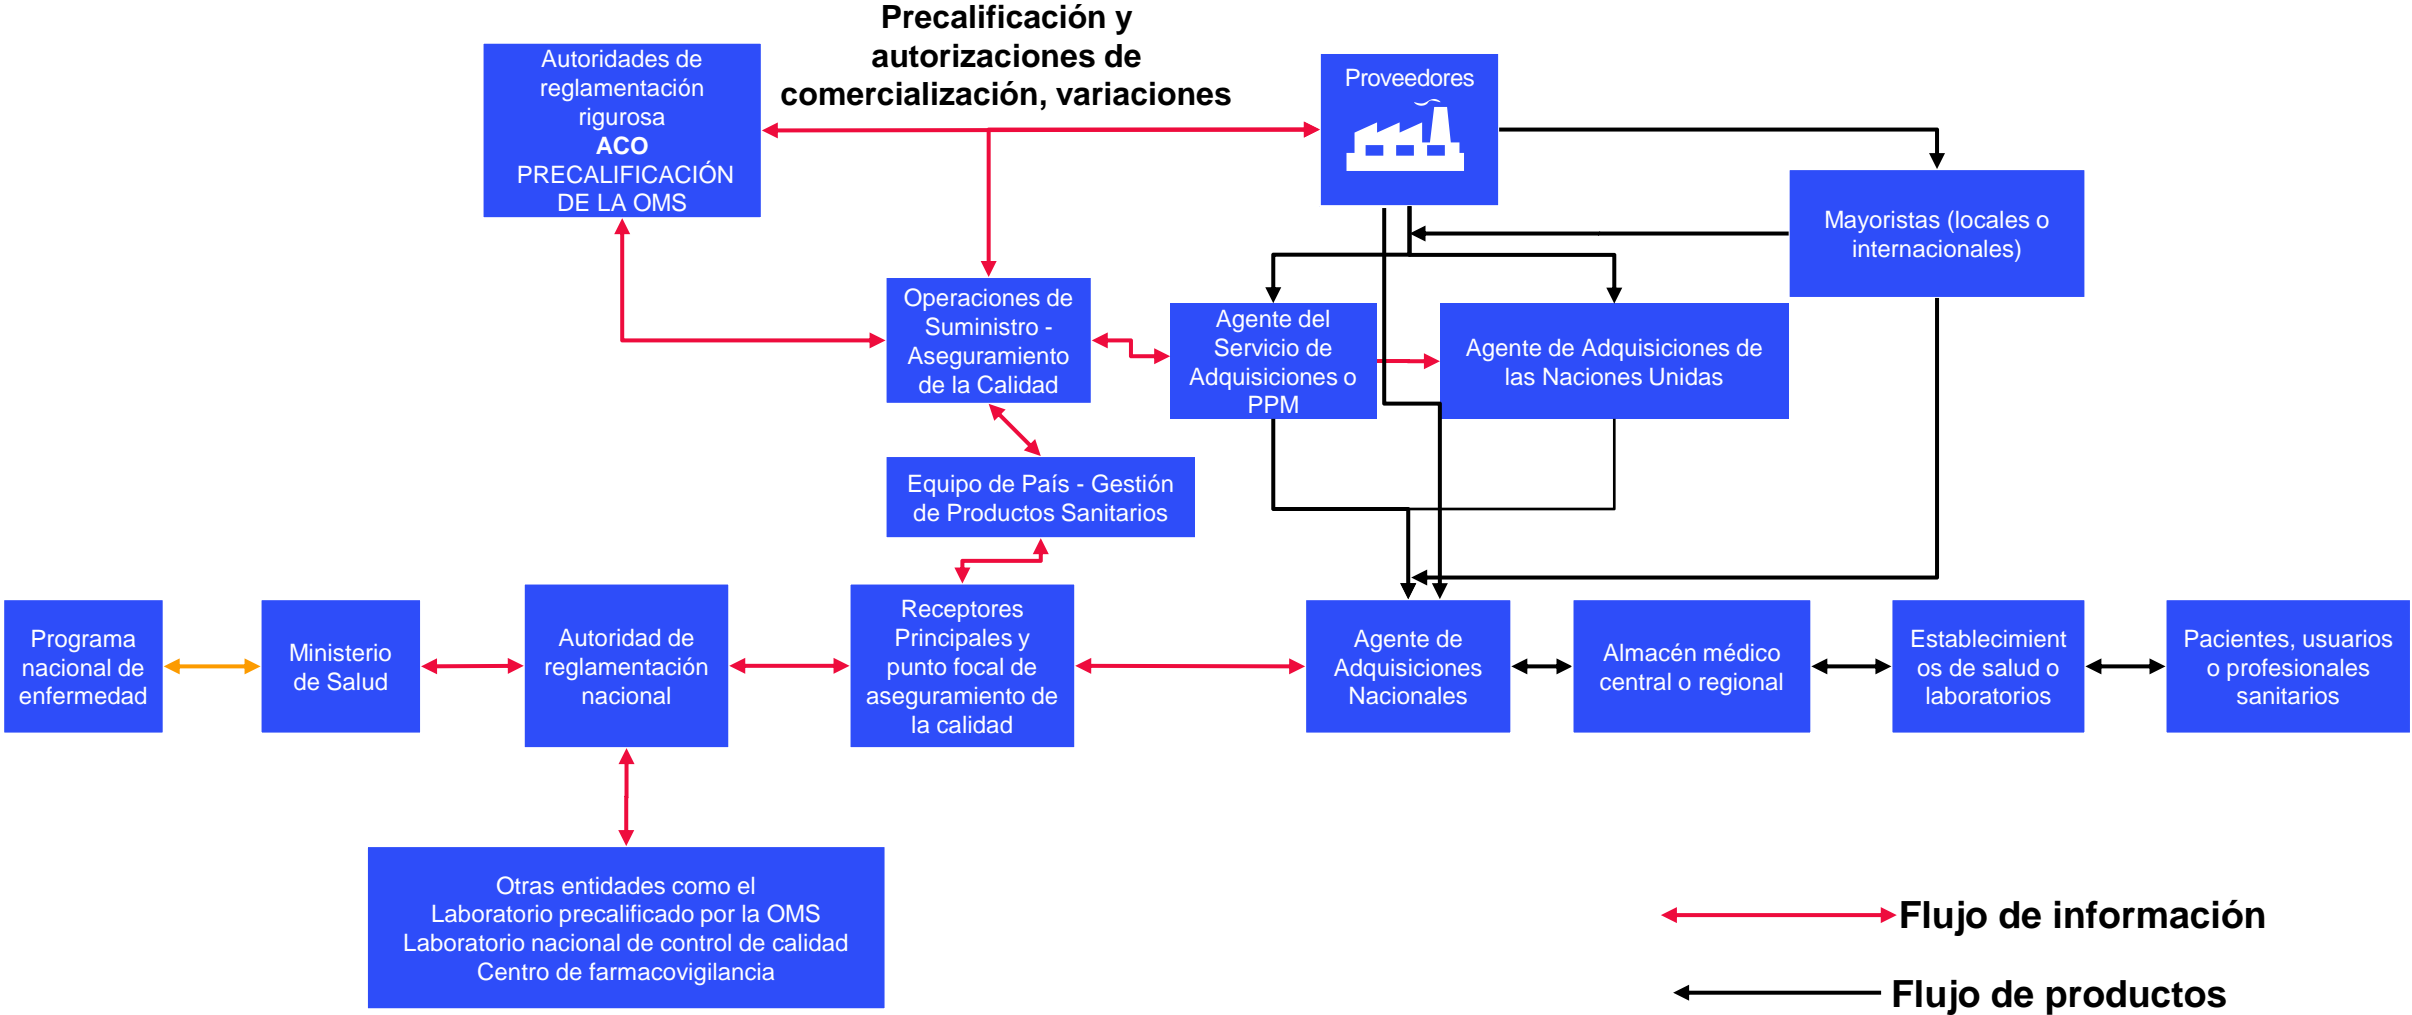 Precalificación y
autorizaciones de
comercialización, variaciones
Autoridades de
reglamentación
rigurosa
ACO
PRECALIFICACIÓN
DE LA OMS
Proveedores
Mayoristas (locales o
internacionales)
Operaciones de
Suministro -
Aseguramiento
de la Calidad
Agente del
Servicio de
Adquisiciones o
PPM
Agente de Adquisiciones de
las Naciones Unidas
Equipo de País - Gestión
de Productos Sanitarios
Programa
nacional de
enfermedad
Ministerio
de Salud
Autoridad de
reglamentación
nacional
Receptores
Principales y
punto focal de
aseguramiento de
la calidad
Agente de
Adquisiciones
Nacionales
Almacén médico
central o regional
Establecimient
os de salud o
laboratorios
Pacientes, usuarios
o profesionales
sanitarios
Otras entidades como el
Laboratorio precalificado por la OMS
Laboratorio nacional de control de calidad
Centro de farmacovigilancia
Flujo de información
Flujo de productos